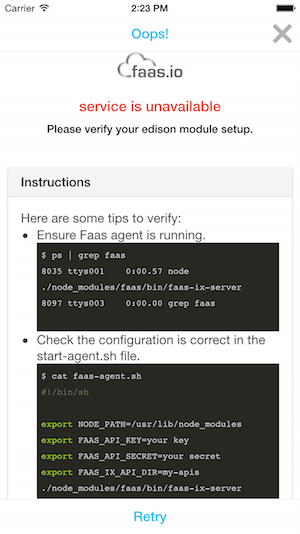 Carrier 2:23 PM
Oops!
faas.io
service is unavailable
Please verify your edison module setup.
Instructions
Here are some tips to verify:
Ensure Faas agent is running.
$ ps | grep faas
8035 ttys001 0:00.57 node
./node_modules/faas/bin/faas-ix-server
8097 ttys003 0:00.00 grep faas
Check the configuration is correct in the
start-agent.sh file.
$ cat faas-agent.sh
#!/bin/sh
export NODE_PATH=/usr/lib/node_modules
export FAAS_API_KEY=your key
export FAAS_API_SECRET=your secret
export FAAS_IX_API_DIR=my-apis
./node_modules/faas/bin/faas-ix-server
Retry